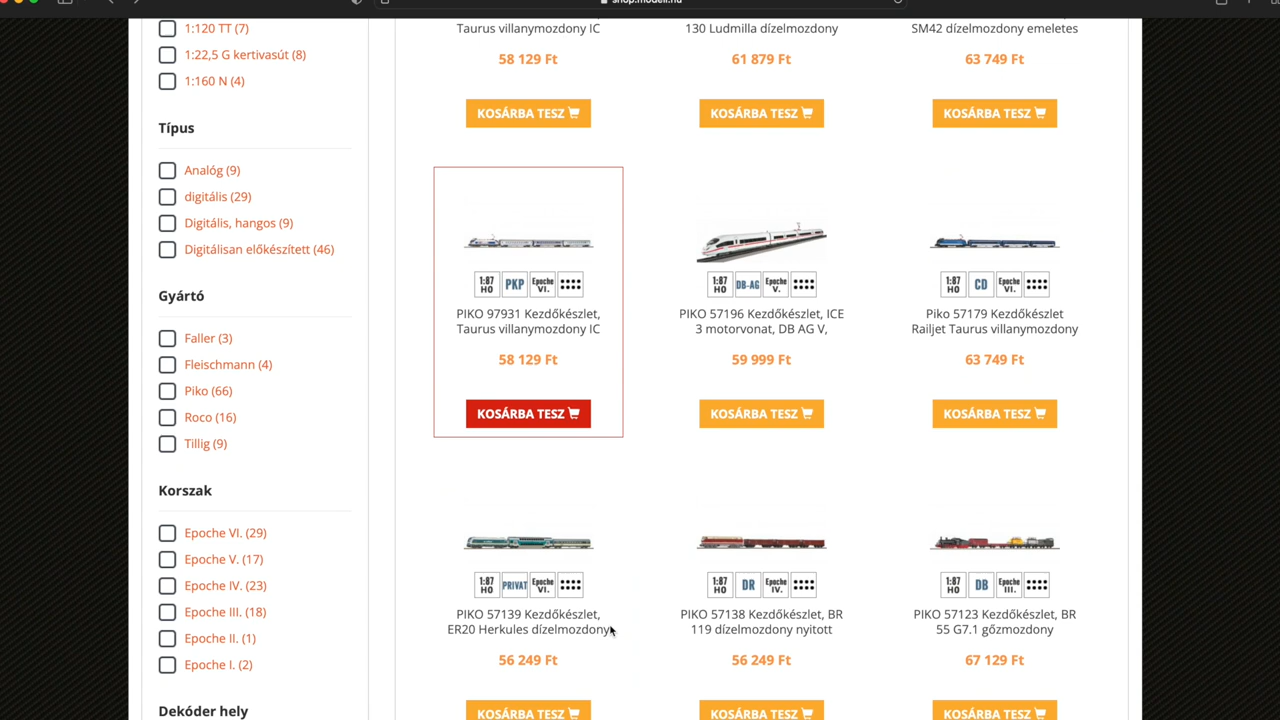 shop.modell.hu
1:120 TT (7)
1:22,5 G kertivasút (8)
1:160 N (4)
Típus
Analóg (9)
digitális (29)
Digitális, hangos (9)
Digitálisan előkészített (46)
Gyártó
Faller (3)
Fleischmann (4)
Piko (66)
Roco (16)
Tillig (9)
Korszak
Epoche VI. (29)
Epoche V. (17)
Epoche IV. (23)
Epoche III. (18)
Epoche II. (1)
Epoche I. (2)
Dekóder hely
Taurus villanymozdony IC
58 129 Ft
KOSÁRBA TESZ
130 Ludmilla dízelmozdony
61 879 Ft
KOSÁRBA TESZ
SM42 dízelmozdony emeletes
63 749 Ft
KOSÁRBA TESZ
1:87 H0 PKP Epoche VI.
PIKO 97931 Kezdőkészlet,
Taurus villanymozdony IC
58 129 Ft
KOSÁRBA TESZ
1:87 H0 DB-AG Epoche V.
PIKO 57196 Kezdőkészlet, ICE
3 motorvonat, DB AG V,
59 999 Ft
KOSÁRBA TESZ
1:87 H0 CD Epoche VI.
Piko 57179 Kezdőkészlet
Railjet Taurus villanymozdony
63 749 Ft
KOSÁRBA TESZ
1:87 H0 PRIVAT Epoche VI.
PIKO 57139 Kezdőkészlet,
ER20 Herkules dízelmozdony,
56 249 Ft
KOSÁRBA TESZ
1:87 H0 DR Epoche IV.
PIKO 57138 Kezdőkészlet, BR
119 dízelmozdony nyitott
56 249 Ft
KOSÁRBA TESZ
1:87 H0 DB Epoche III.
PIKO 57123 Kezdőkészlet, BR
55 G7.1 gőzmozdony
67 129 Ft
KOSÁRBA TESZ